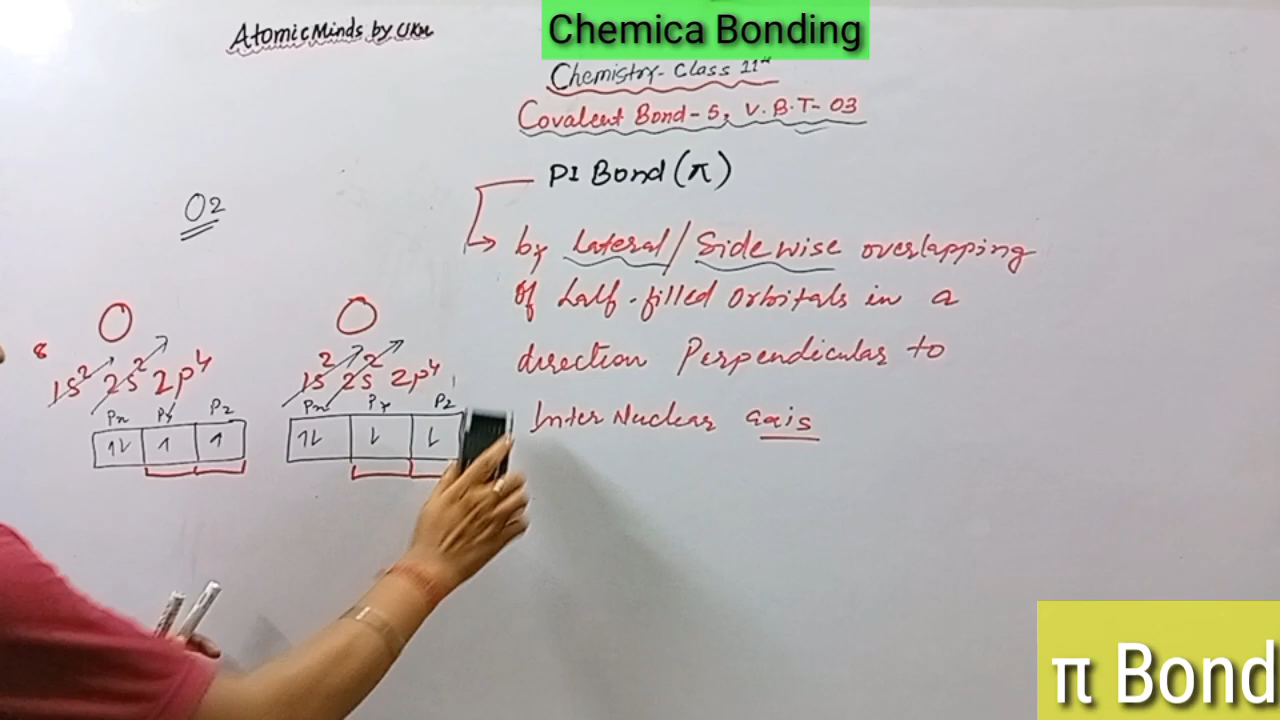 Chemica Bonding
Atomic Minds by UKM
Chemistry- Class 11th
Covalent Bond-5, V.B.T-03
PI Bond (π)
by Lateral/Sidewise overlapping
of half-filled orbitals in a
direction Perpendicular to
Inter Nuclear axis
O2
O
O
8
1s² 2s² 2p⁴
1s² 2s² 2p⁴
Px Py Pz
Px Py Pz
↿⇂ ↿ ↿
↿⇂ ⇂ ⇂
π Bond